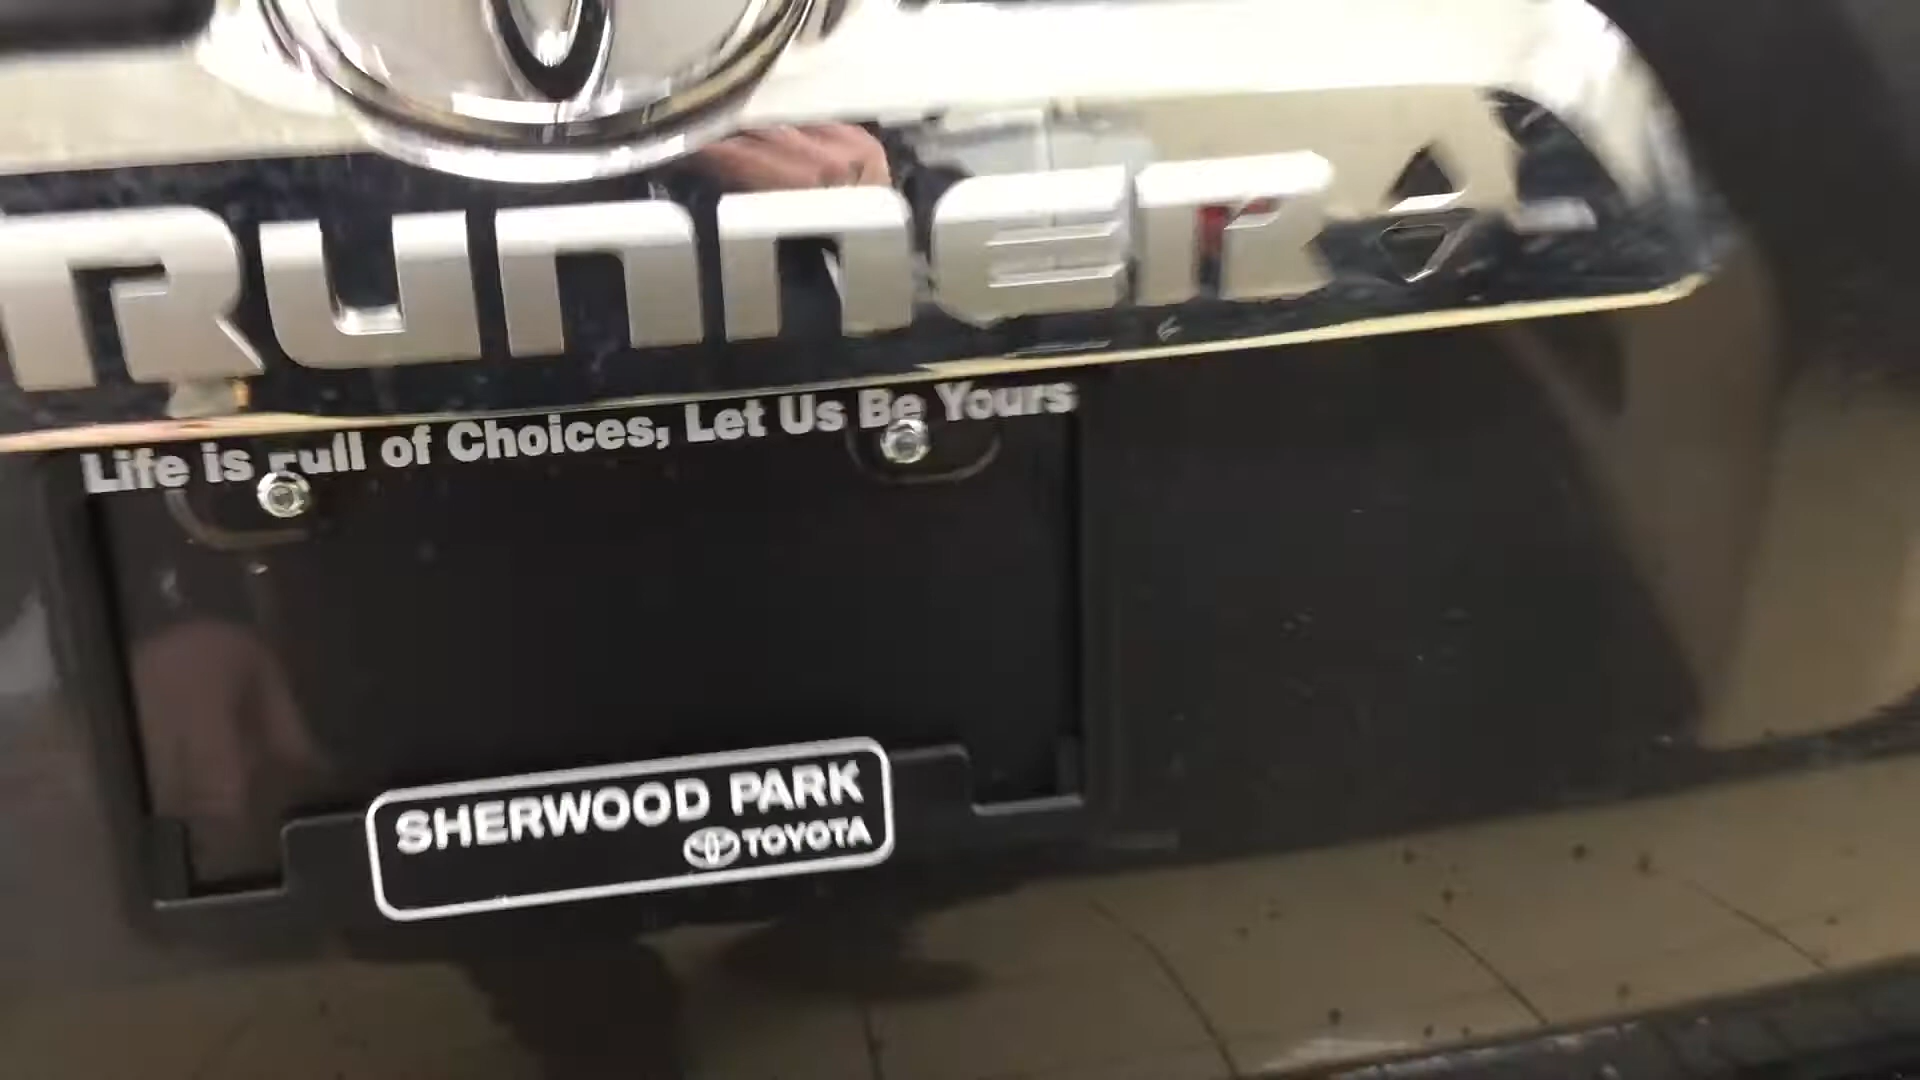 RUNNER
Life is Full of Choices, Let Us Be Yours
SHERWOOD PARK
TOYOTA